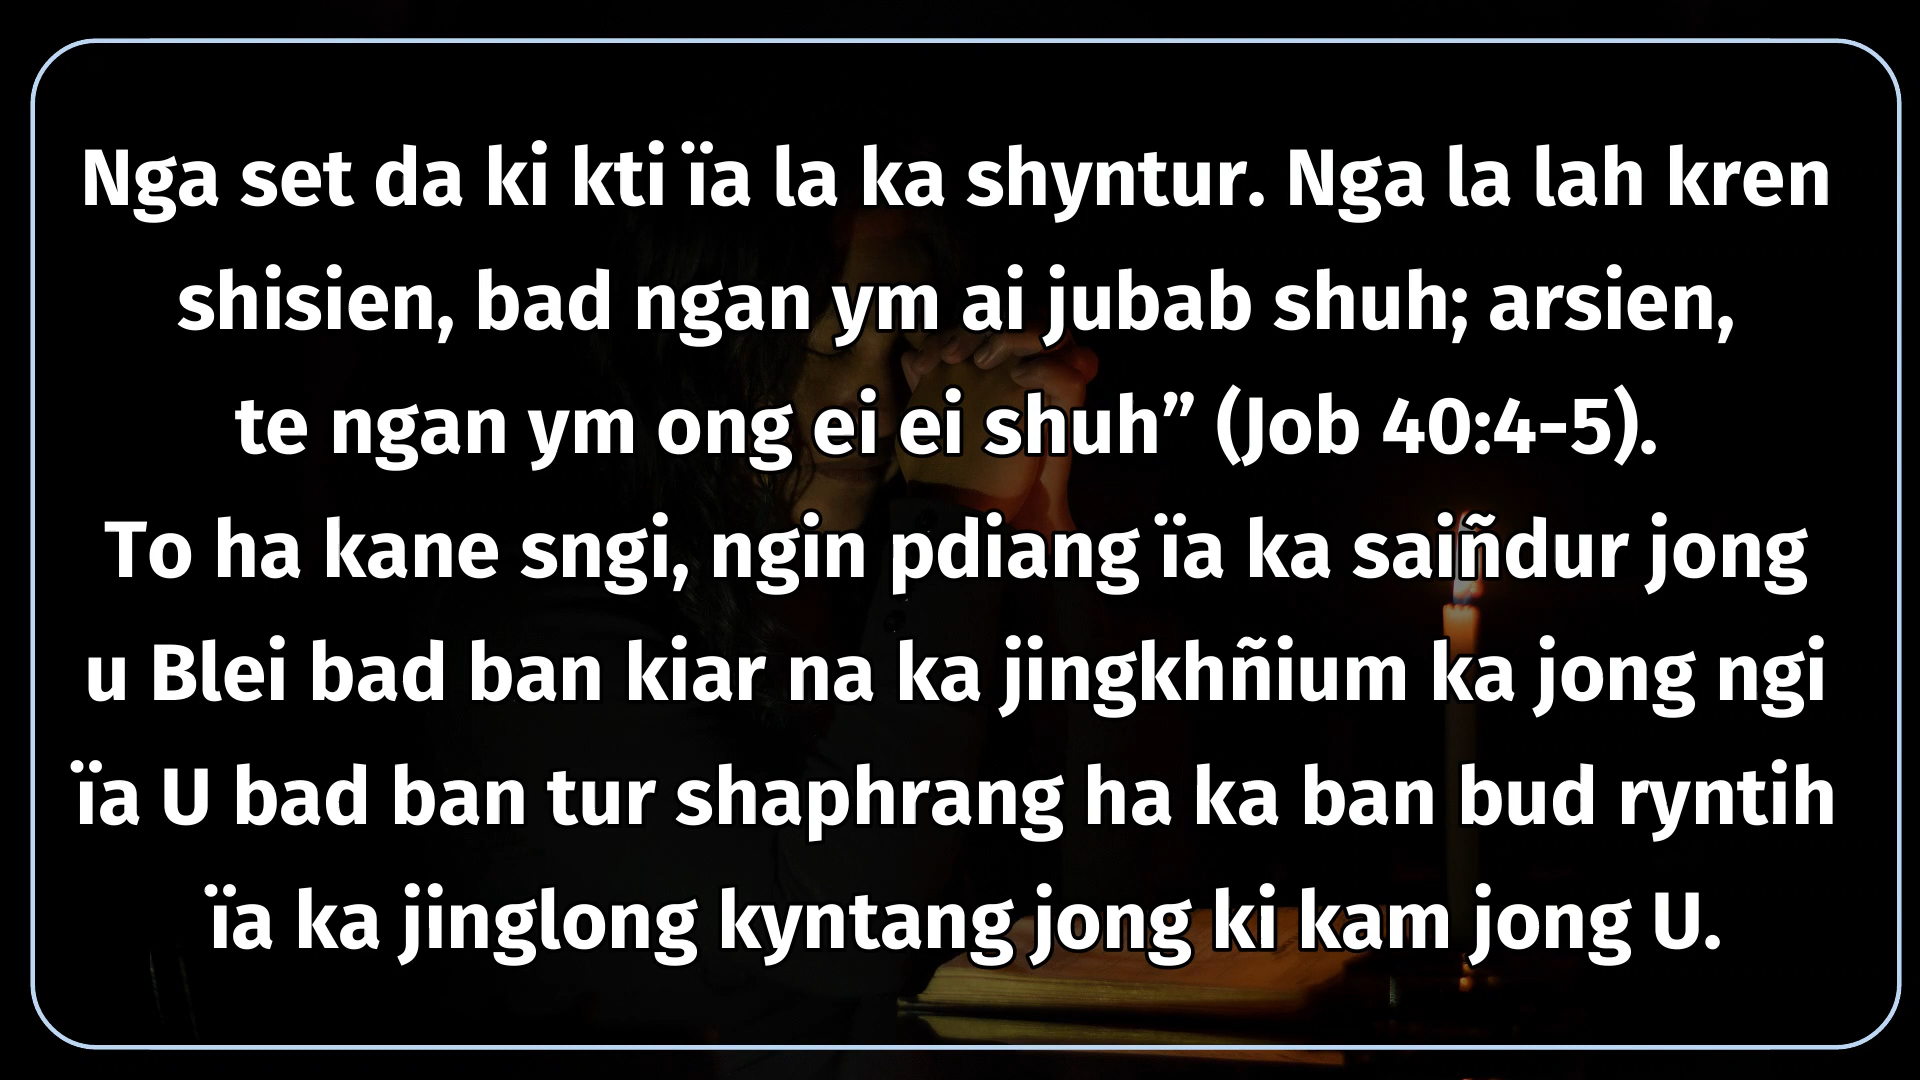 Nga set da ki kti ïa la ka shyntur. Nga la lah kren
shisien, bad ngan ym ai jubab shuh; arsien,
te ngan ym ong ei ei shuh” (Job 40:4-5).
To ha kane sngi, ngin pdiang ïa ka saiñdur jong
u Blei bad ban kiar na ka jingkhñium ka jong ngi
ïa U bad ban tur shaphrang ha ka ban bud ryntih
ïa ka jinglong kyntang jong ki kam jong U.